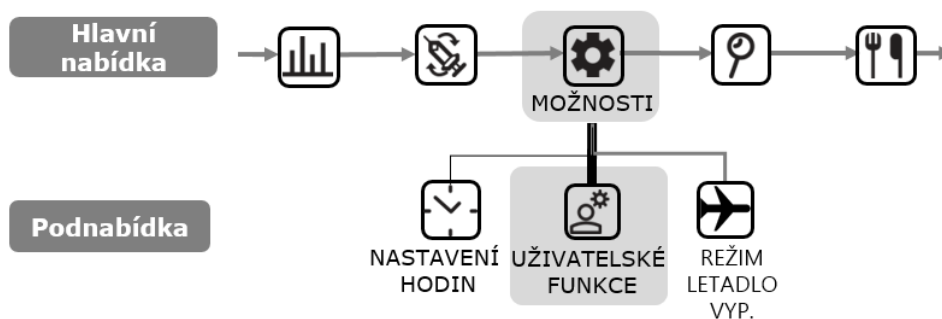 Hlavní
nabídka
MOŽNOSTI
Podnabídka
NASTAVENÍ
HODIN
UŽIVATELSKÉ
FUNKCE
REŽIM
LETADLO
VYP.